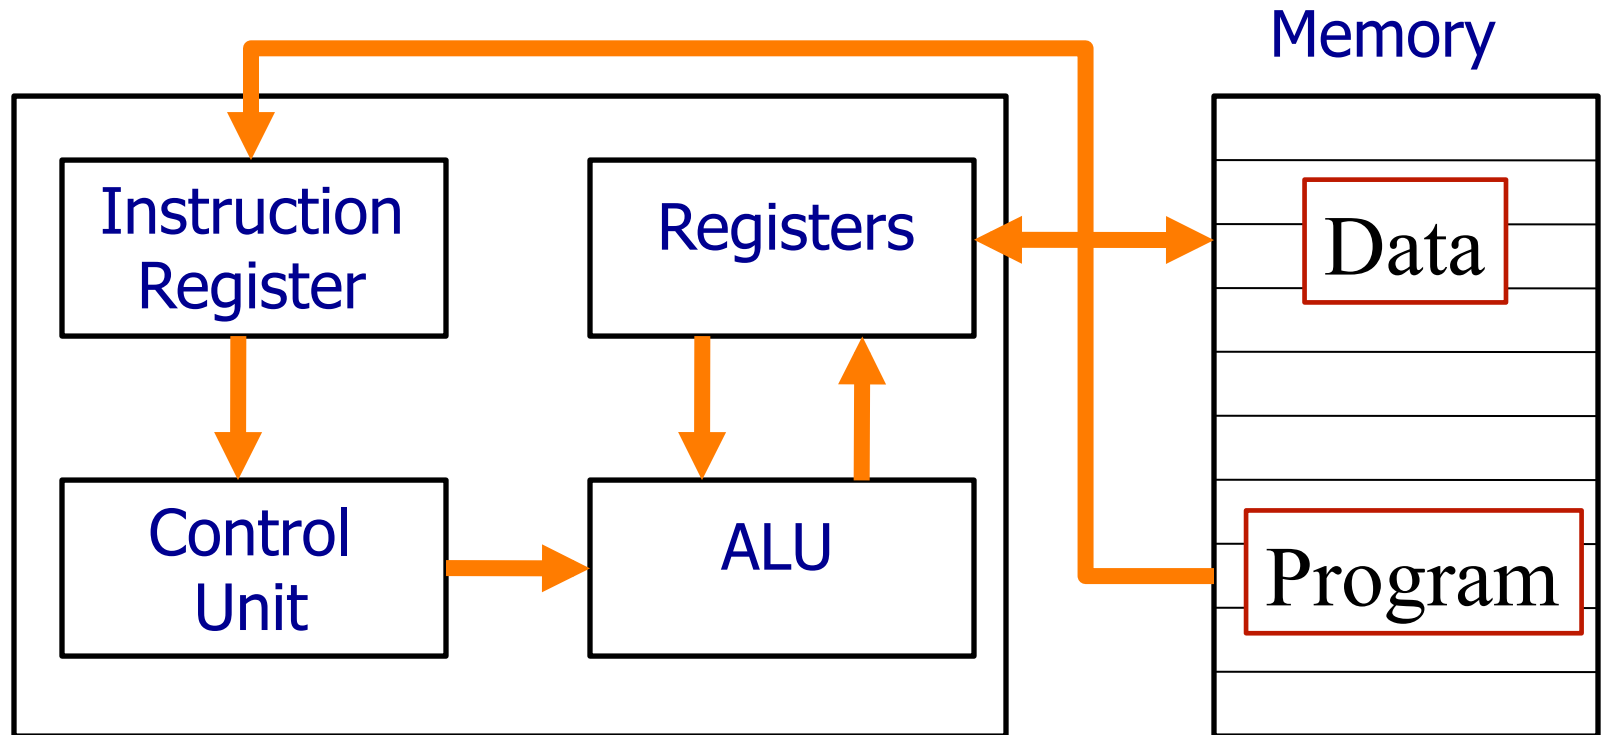 Memory
Instruction
Register
Registers
Data
Control
Unit
ALU
Program